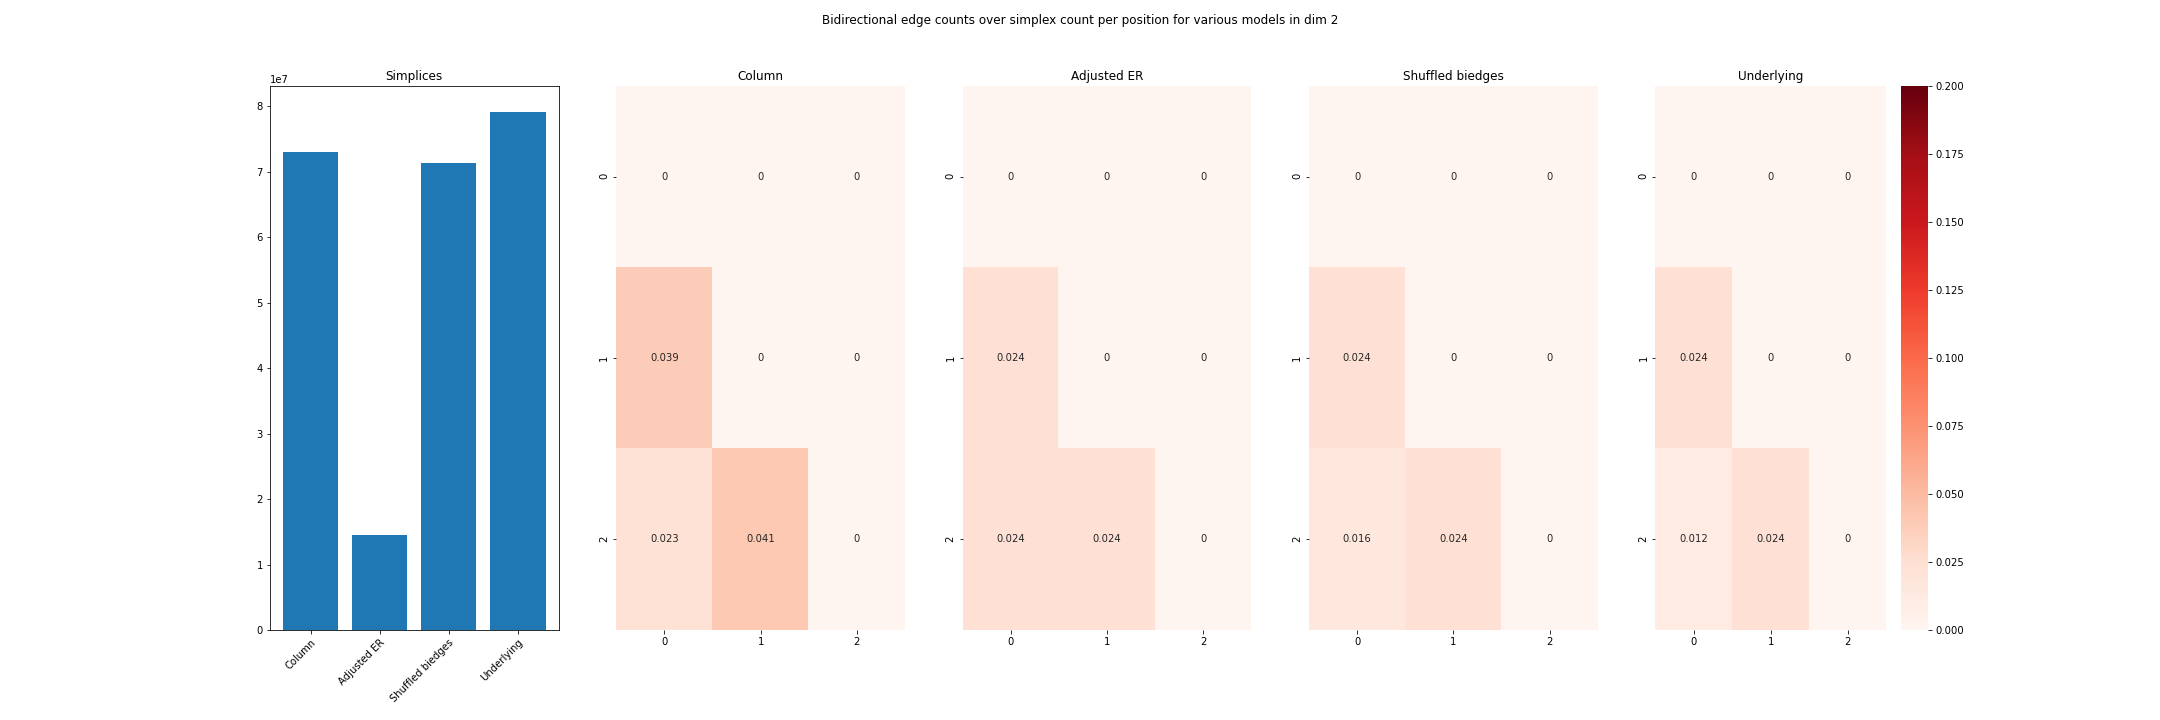 Bidirectional edge counts over simplex count per position for various models in dim 2
Simplices
1e7
8
7
6
5
4
3
2
1
0
Column
Adjusted ER
Shuffled biedges
Underlying
Column
0
1
2
0 0 0
0.039 0 0
0.023 0.041 0
0 1 2
Adjusted ER
0
1
2
0 0 0
0.024 0 0
0.024 0.024 0
0 1 2
Shuffled biedges
0
1
2
0 0 0
0.024 0 0
0.016 0.024 0
0 1 2
Underlying
0
1
2
0 0 0
0.024 0 0
0.012 0.024 0
0 1 2
0.200
0.175
0.150
0.125
0.100
0.075
0.050
0.025
0.000